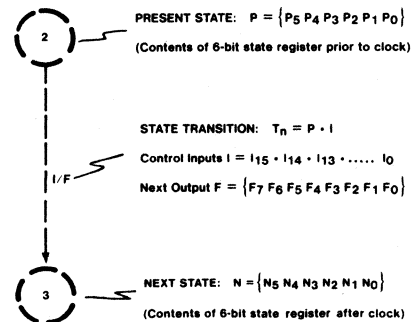 2
PRESENT STATE: P = {P5 P4 P3 P2 P1 P0}
(Contents of 6-bit state register prior to clock)
STATE TRANSITION: Tn = P · I
Control Inputs I = I15 · I14 · I13 · ..... I0
I/F
Next Output F = {F7 F6 F5 F4 F3 F2 F1 F0}
3
NEXT STATE: N = {N5 N4 N3 N2 N1 N0}
(Contents of 6-bit state register after clock)